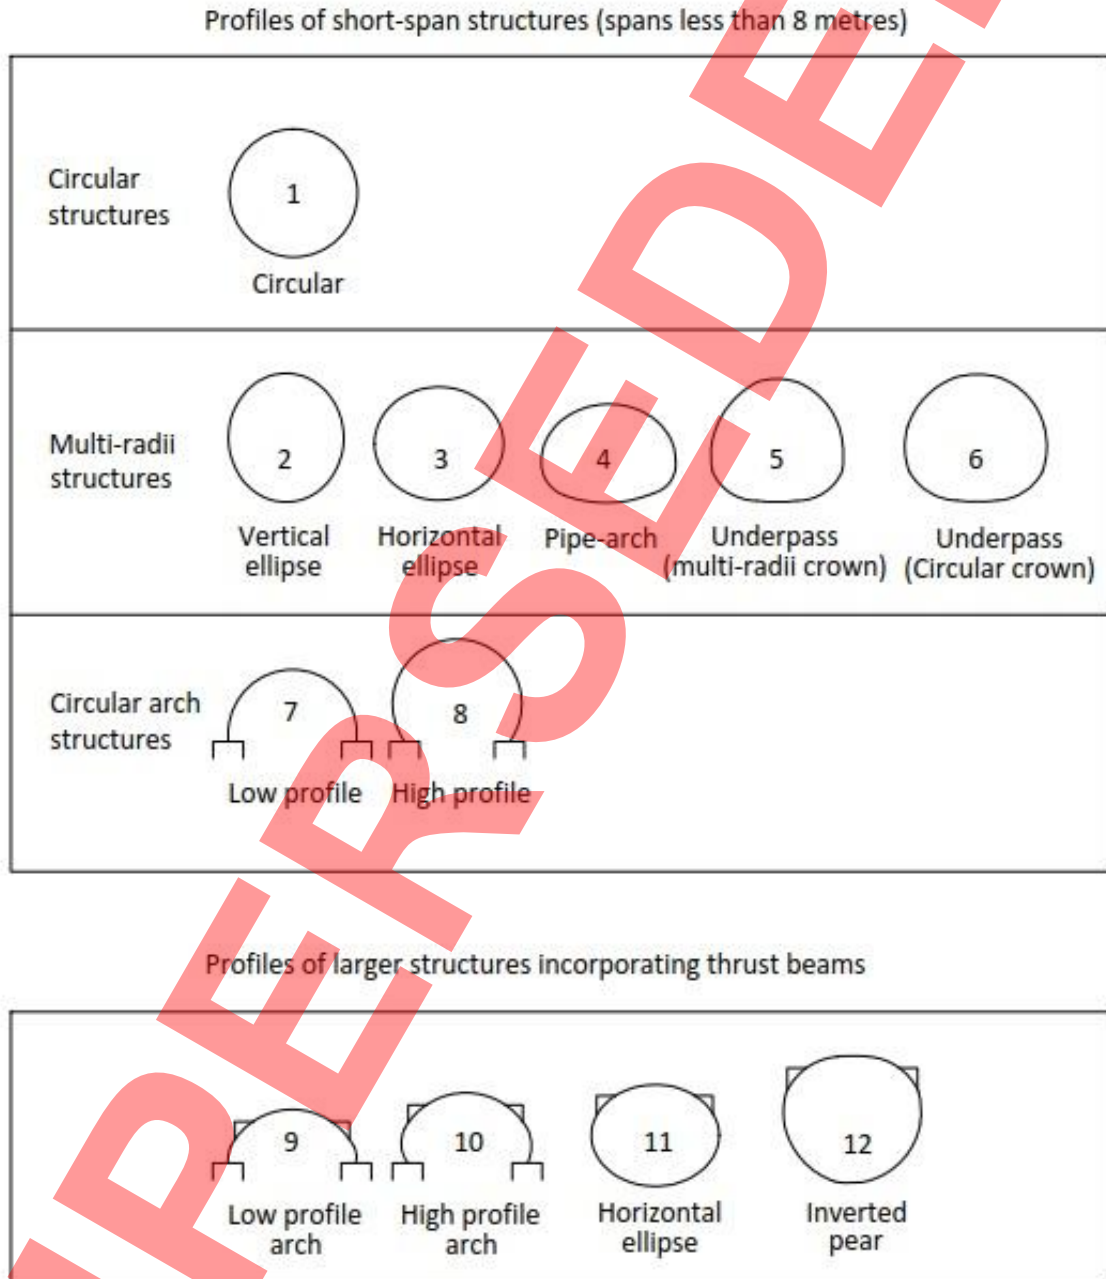 Profiles of short-span structures (spans less than 8 metres)
Circular
structures
1
Circular
Multi-radii
structures
2
3
4
5
6
Vertical
ellipse
Horizontal
ellipse
Pipe-arch
Underpass
(multi-radii crown)
Underpass
(Circular crown)
Circular arch
structures
7
8
Low profile
High profile
Profiles of larger structures incorporating thrust beams
9
10
11
12
Low profile
arch
High profile
arch
Horizontal
ellipse
Inverted
pear
PERSEDE